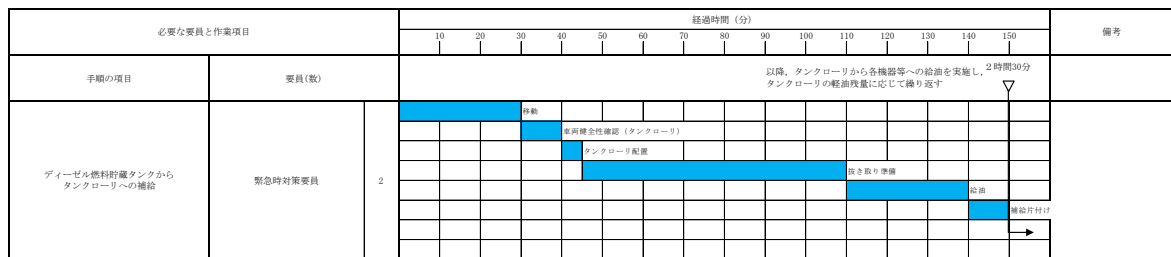 必要な要員と作業項目
経過時間（分）
備考
10 20 30 40 50 60 70 80 90 100 110 120 130 140 150
手順の項目
要員(数)
以降，タンクローリから各機器等への給油を実施し，
タンクローリの軽油残量に応じて繰り返す
２時間30分
移動
車両健全性確認（タンクローリ）
タンクローリ配置
ディーゼル燃料貯蔵タンクから
タンクローリへの補給
緊急時対策要員
2
抜き取り準備
給油
補給片付け